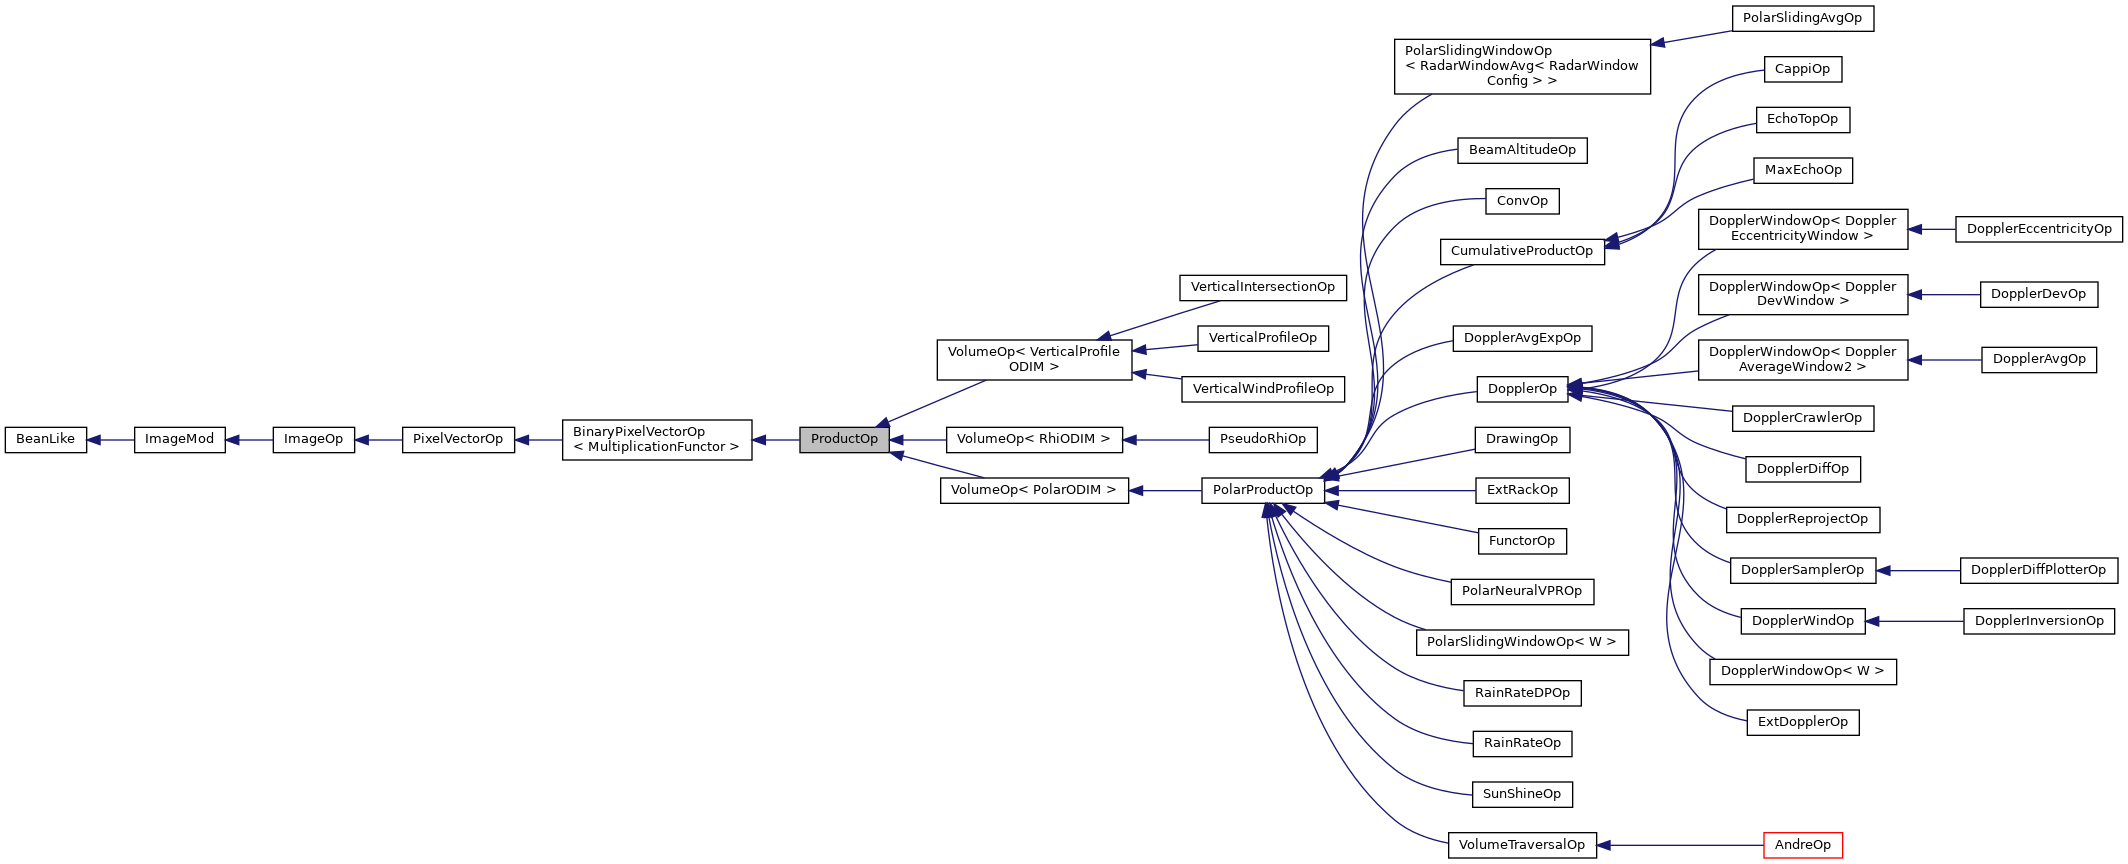 BeanLike
ImageMod
ImageOp
PixelVectorOp
BinaryPixelVectorOp
< MultiplicationFunctor >
ProductOp
VolumeOp< VerticalProfile
ODIM >
VolumeOp< RhiODIM >
VolumeOp< PolarODIM >
VerticalIntersectionOp
VerticalProfileOp
VerticalWindProfileOp
PseudoRhiOp
PolarProductOp
PolarSlidingWindowOp
< RadarWindowAvg< RadarWindow
Config > >
BeamAltitudeOp
ConvOp
CumulativeProductOp
DopplerAvgExpOp
DopplerOp
DrawingOp
ExtRackOp
FunctorOp
PolarNeuralVPROp
PolarSlidingWindowOp< W >
RainRateDPOp
RainRateOp
SunShineOp
VolumeTraversalOp
PolarSlidingAvgOp
CappiOp
EchoTopOp
MaxEchoOp
DopplerWindowOp< Doppler
EccentricityWindow >
DopplerWindowOp< Doppler
DevWindow >
DopplerWindowOp< Doppler
AverageWindow2 >
DopplerCrawlerOp
DopplerDiffOp
DopplerReprojectOp
DopplerSamplerOp
DopplerWindOp
DopplerWindowOp< W >
ExtDopplerOp
AndreOp
DopplerEccentricityOp
DopplerDevOp
DopplerAvgOp
DopplerDiffPlotterOp
DopplerInversionOp